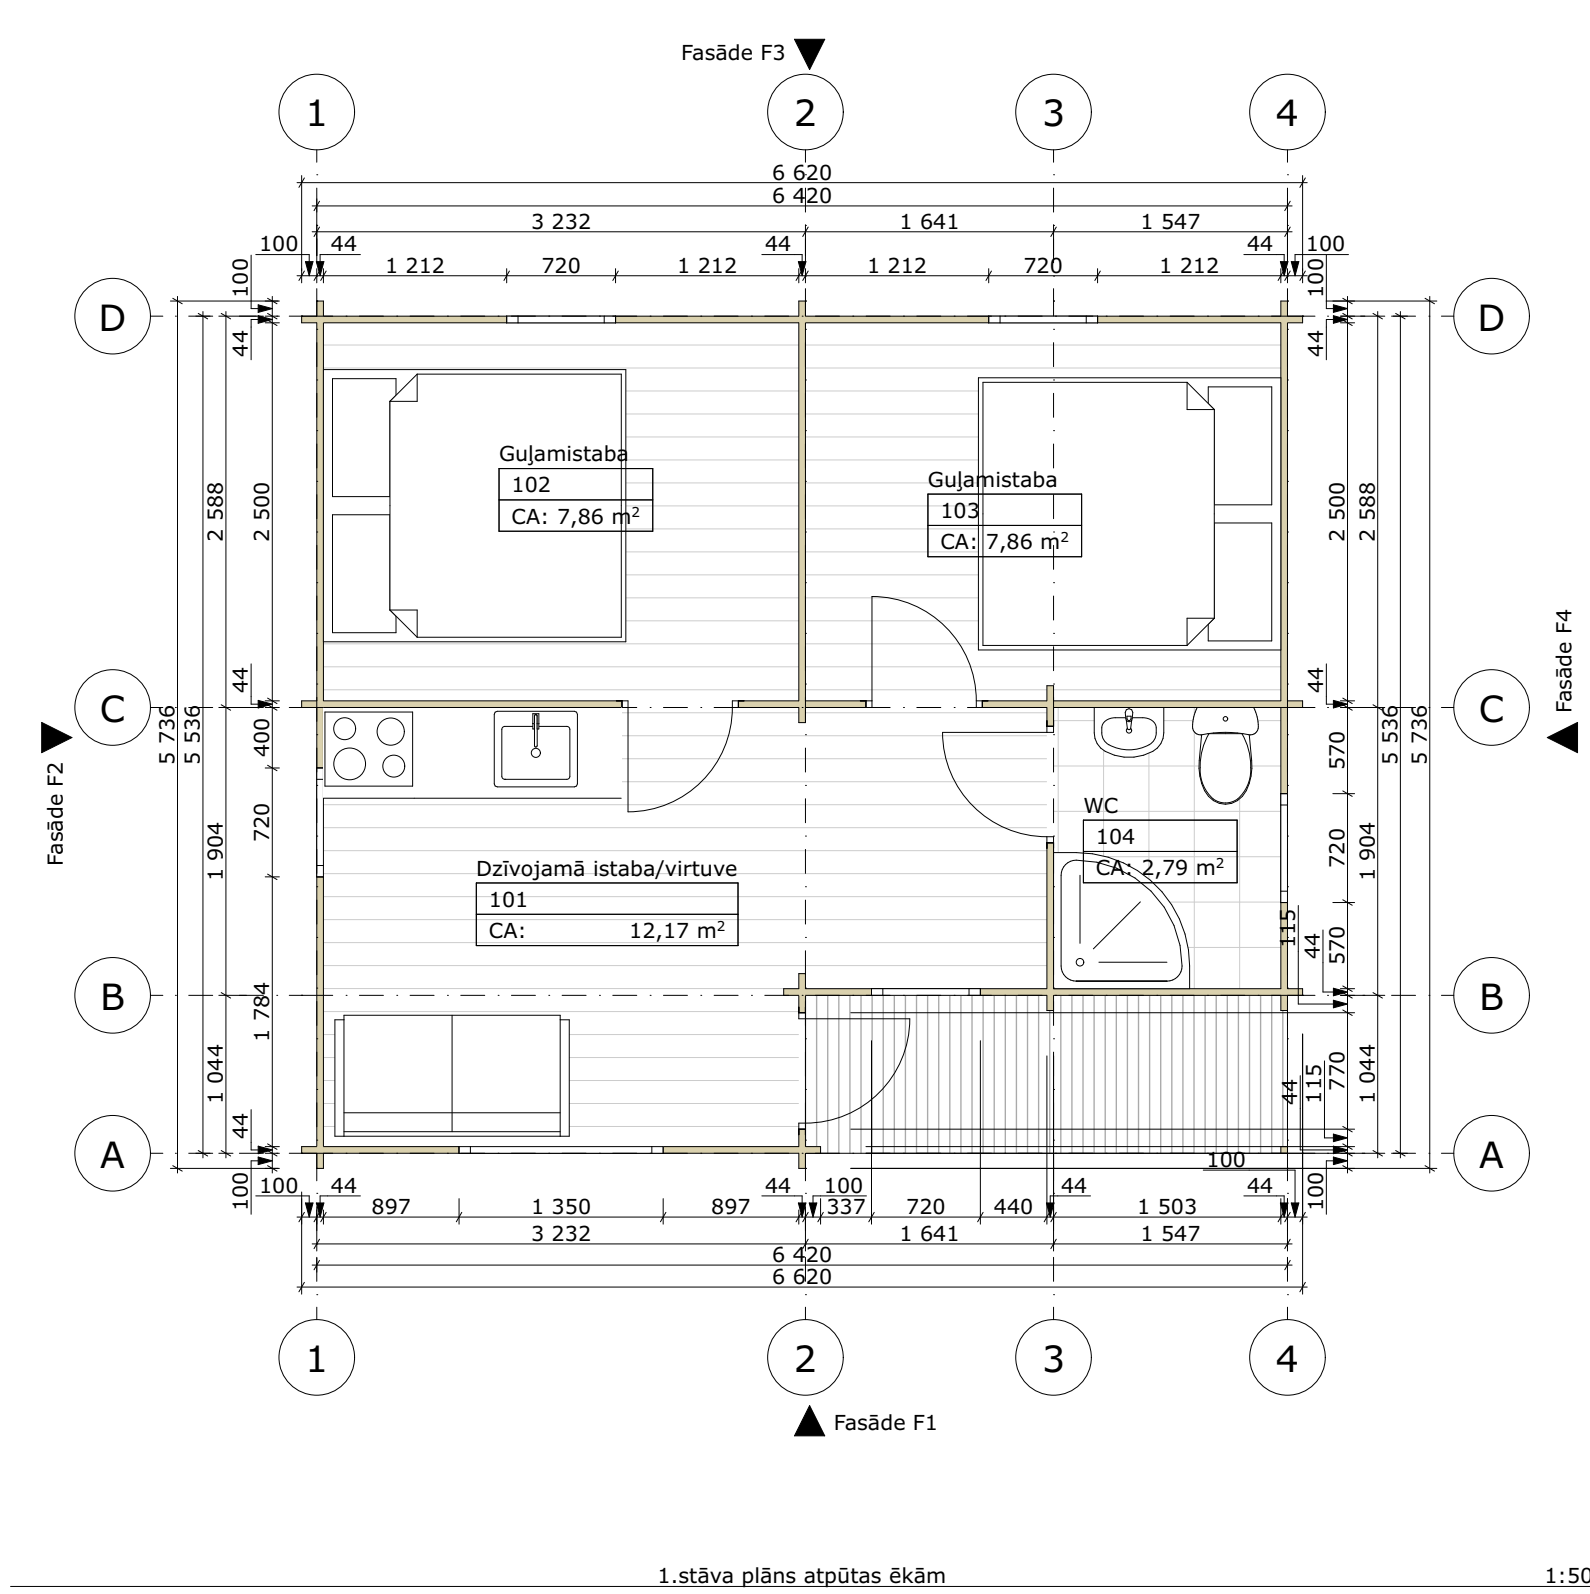 Fasāde F3
1 2 3 4
6 620
6 420
3 232 1 641 1 547
100 44 44 44 100
1 212 720 1 212 1 212 720 1 212
100 100
D D
44 44
Guļamistaba
102
CA: 7,86 m²
Guļamistaba
103
CA: 7,86 m²
5 736 5 536 2 588 2 500
2 500 2 588 5 536 5 736
44 44
C C
Fasāde F2
Fasāde F4
400 570
1 904 720
720 1 904
WC
104
CA: 2,79 m²
Dzīvojamā istaba/virtuve
101
CA: 12,17 m²
115 44 570
B B
1 784
1 044
44 115 770 1 044
44
A A
100
100 100
100 44 44 100 44 44
897 1 350 897 337 720 440 1 503
3 232 1 641 1 547
6 420
6 620
1 2 3 4
Fasāde F1
1.stāva plāns atpūtas ēkām 1:50